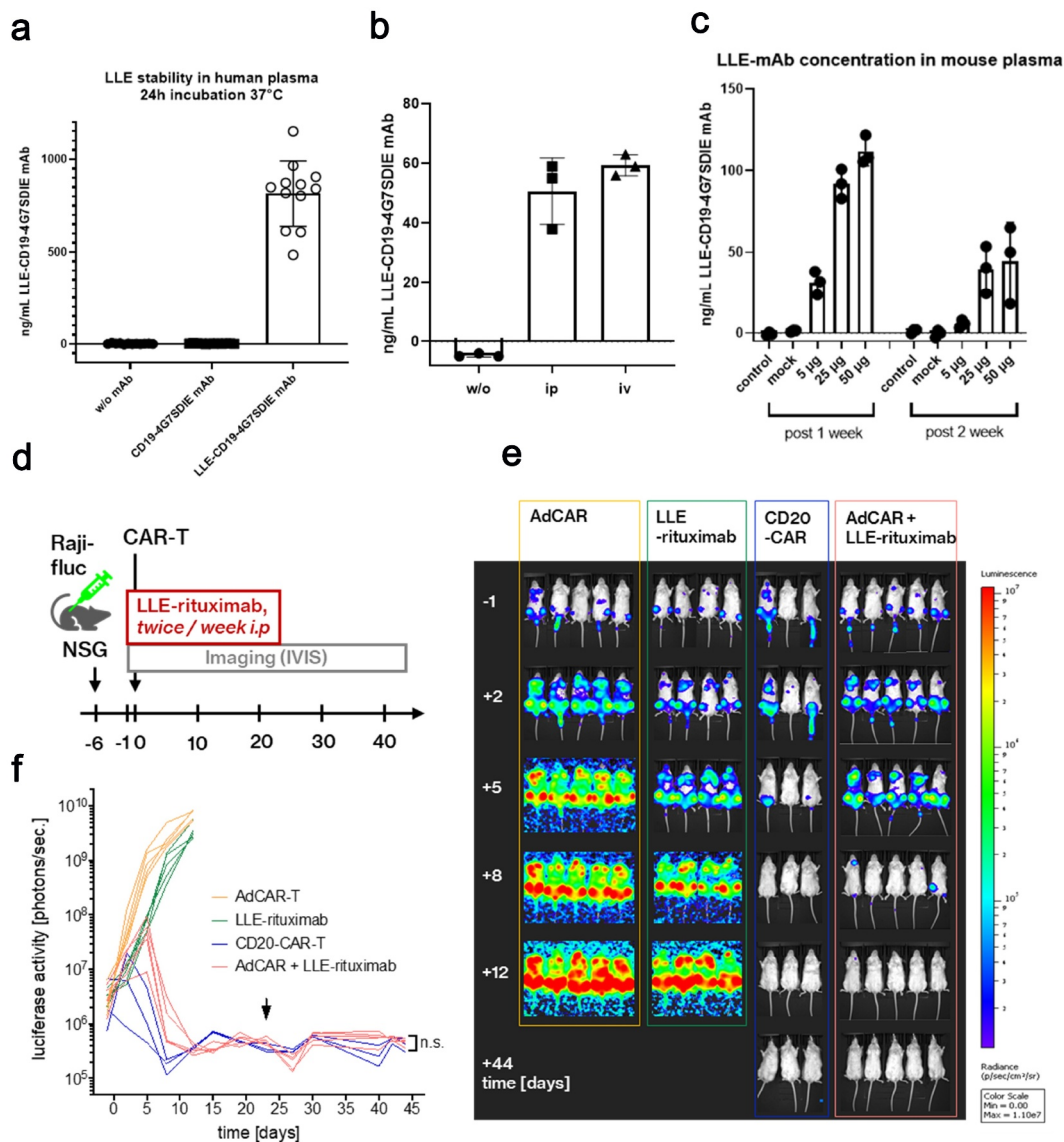 a
LLE stability in human plasma
24h incubation 37°C
ng/mL LLE-CD19-4G7SDIE mAb
1000
500
0
w/o mAb
CD19-4G7SDIE mAb
LLE-CD19-4G7SDIE mAb
b
ng/mL LLE-CD19-4G7SDIE mAb
80
60
40
20
0
w/o
ip
iv
c
LLE-mAb concentration in mouse plasma
ng/mL LLE-CD19-4G7SDIE mAb
150
100
50
0
control
mock
5 µg
25 µg
50 µg
control
mock
5 µg
25 µg
50 µg
post 1 week
post 2 week
d
Raji-
fluc
CAR-T
LLE-rituximab,
twice / week i.p
NSG
Imaging (IVIS)
-6
-1 0
10
20
30
40
e
AdCAR
LLE
-rituximab
CD20
-CAR
AdCAR +
LLE-rituximab
-1
+2
+5
+8
+12
+44
time [days]
Luminescence
10⁷
10⁶
10⁵
Radiance
(p/sec/cm²/sr)
Color Scale
Min = 0.00
Max = 1.10e7
f
luciferase activity [photons/sec.]
10¹⁰
10⁹
10⁸
10⁷
10⁶
10⁵
AdCAR-T
LLE-rituximab
CD20-CAR-T
AdCAR + LLE-rituximab
n.s.
0
5
10
15
20
25
30
35
40
45
time [days]